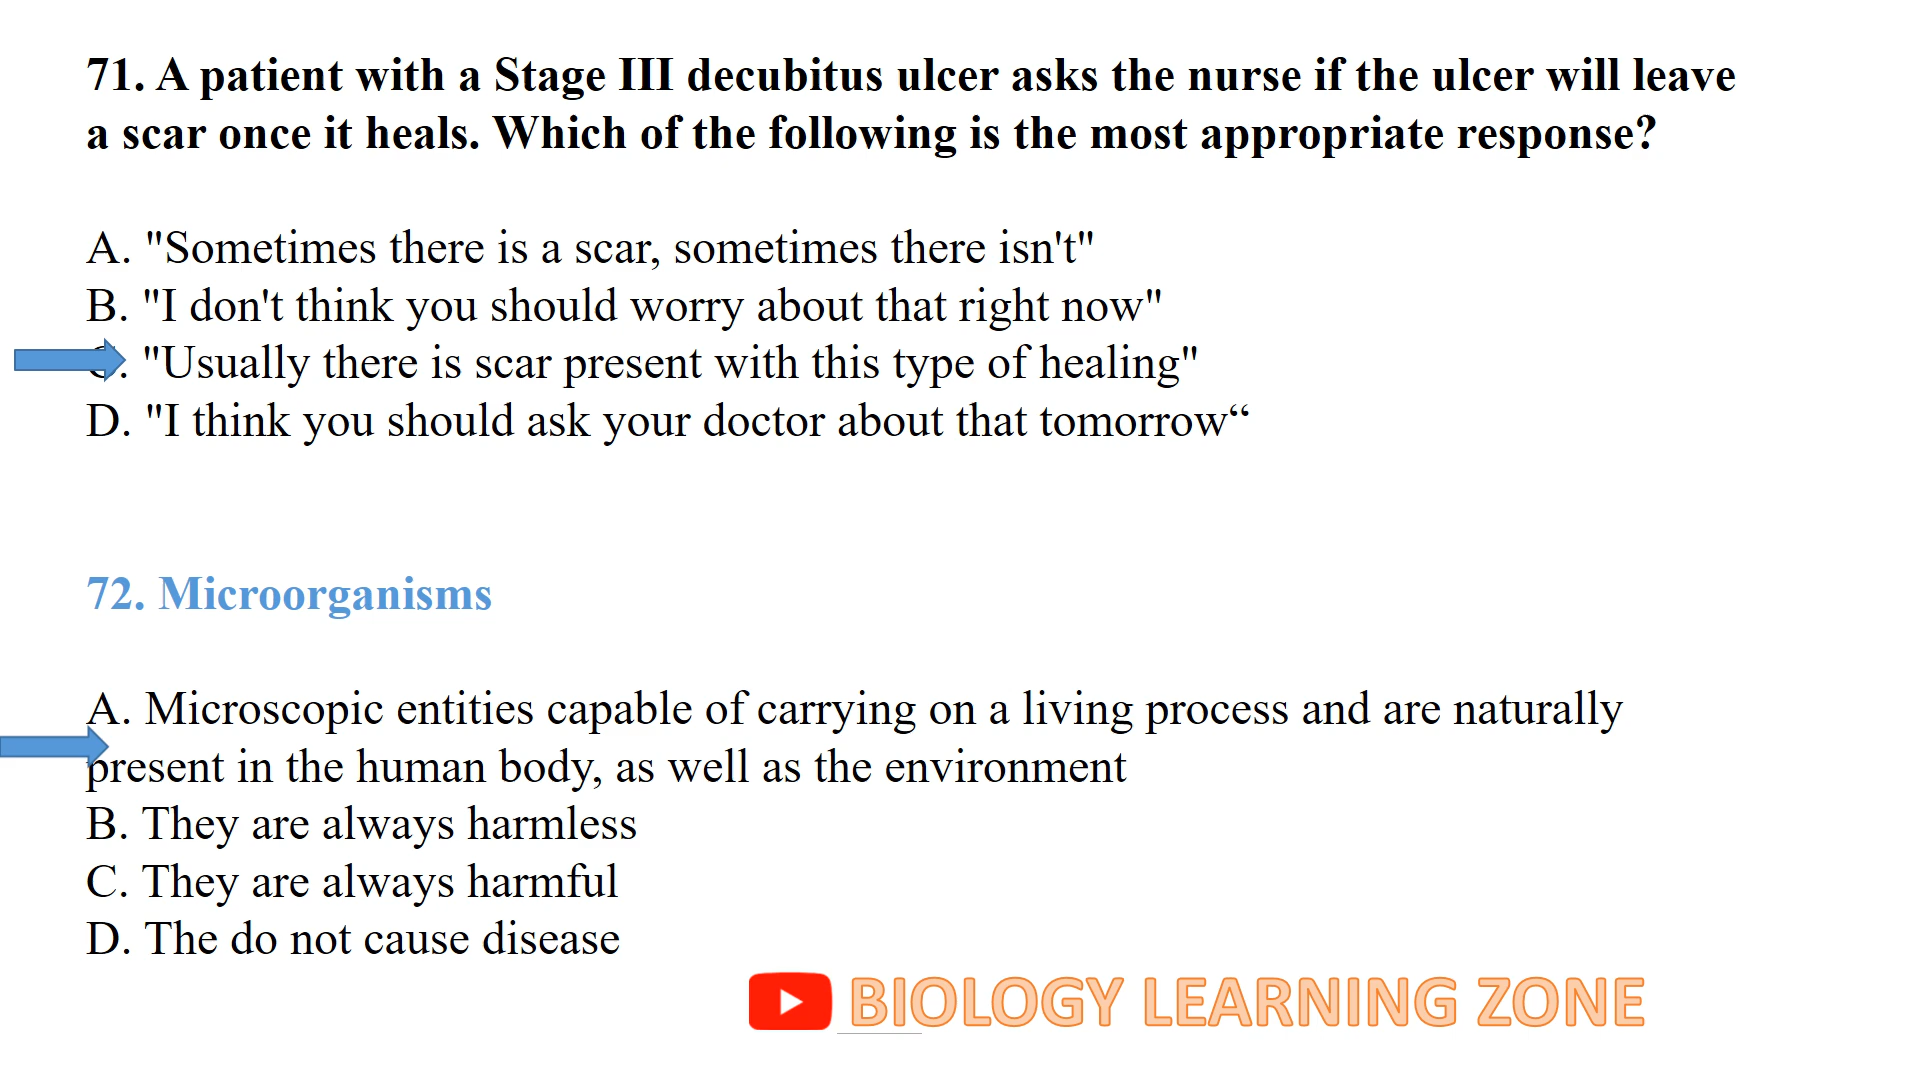 71. A patient with a Stage III decubitus ulcer asks the nurse if the ulcer will leave
a scar once it heals. Which of the following is the most appropriate response?
A. "Sometimes there is a scar, sometimes there isn't"
B. "I don't think you should worry about that right now"
C. "Usually there is scar present with this type of healing"
D. "I think you should ask your doctor about that tomorrow“
72. Microorganisms
A. Microscopic entities capable of carrying on a living process and are naturally
present in the human body, as well as the environment
B. They are always harmless
C. They are always harmful
D. The do not cause disease
BIOLOGY LEARNING ZONE